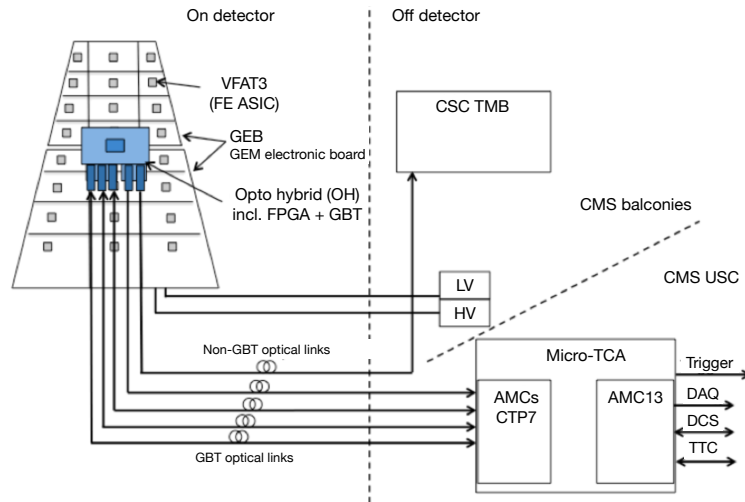 On detector
Off detector
VFAT3
(FE ASIC)
CSC TMB
GEB
GEM electronic board
Opto hybrid (OH)
incl. FPGA + GBT
CMS balconies
CMS USC
LV
HV
Non-GBT optical links
Micro-TCA
Trigger
AMCs
CTP7
AMC13
DAQ
DCS
TTC
GBT optical links